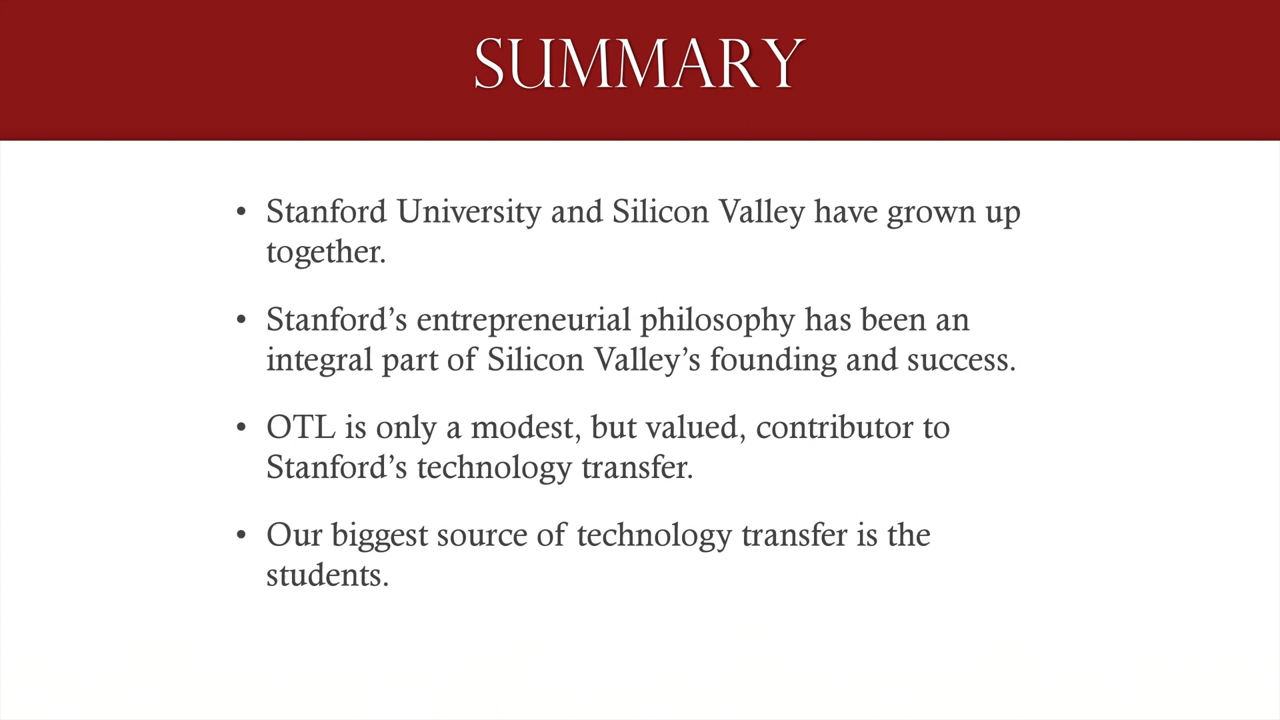 SUMMARY
• Stanford University and Silicon Valley have grown up
together.
• Stanford’s entrepreneurial philosophy has been an
integral part of Silicon Valley’s founding and success.
• OTL is only a modest, but valued, contributor to
Stanford’s technology transfer.
• Our biggest source of technology transfer is the
students.